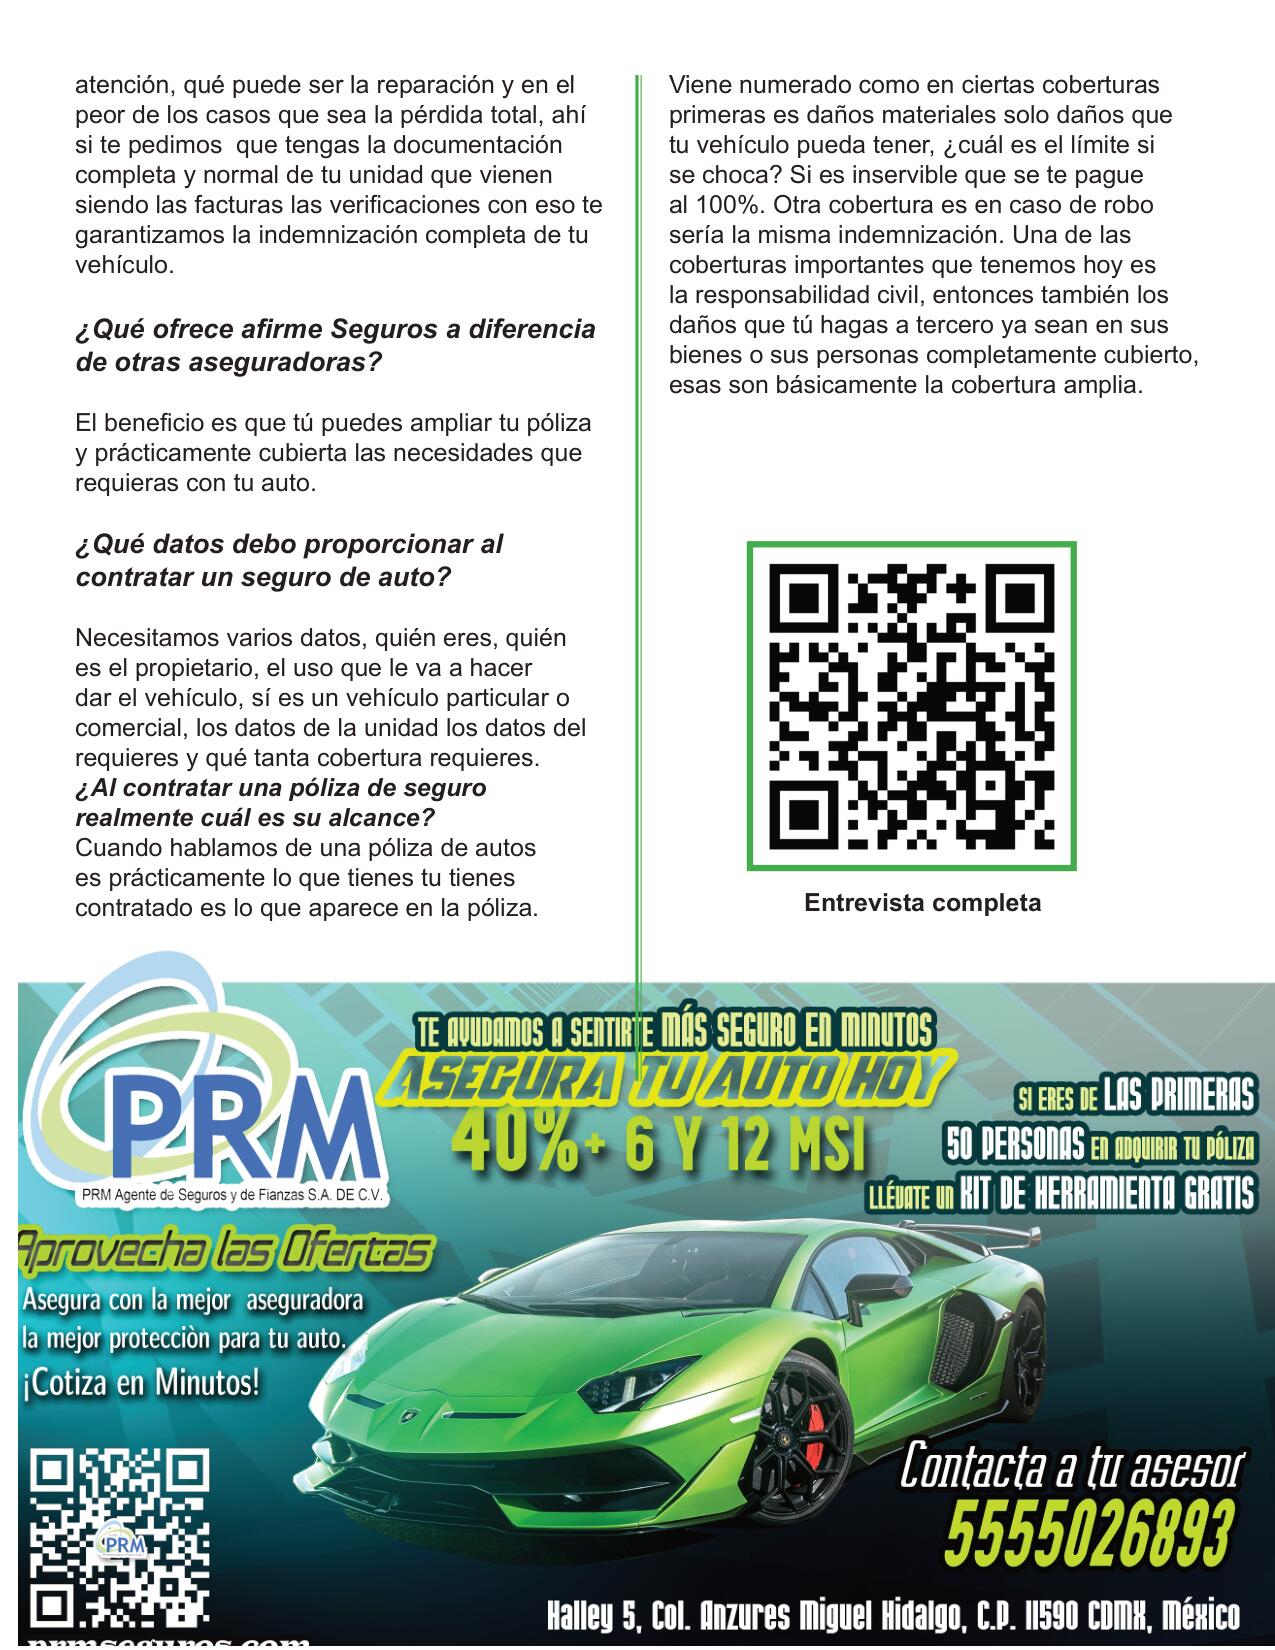 atención, qué puede ser la reparación y en el
peor de los casos que sea la pérdida total, ahí
si te pedimos  que tengas la documentación
completa y normal de tu unidad que vienen
siendo las facturas las verificaciones con eso te
garantizamos la indemnización completa de tu
vehículo.
¿Qué ofrece afirme Seguros a diferencia
de otras aseguradoras?
El beneficio es que tú puedes ampliar tu póliza
y prácticamente cubierta las necesidades que
requieras con tu auto.
¿Qué datos debo proporcionar al
contratar un seguro de auto?
Necesitamos varios datos, quién eres, quién
es el propietario, el uso que le va a hacer
dar el vehículo, sí es un vehículo particular o
comercial, los datos de la unidad los datos del
requieres y qué tanta cobertura requieres.
¿Al contratar una póliza de seguro
realmente cuál es su alcance?
Cuando hablamos de una póliza de autos
es prácticamente lo que tienes tu tienes
contratado es lo que aparece en la póliza.
Viene numerado como en ciertas coberturas
primeras es daños materiales solo daños que
tu vehículo pueda tener, ¿cuál es el límite si
se choca? Si es inservible que se te pague
al 100%. Otra cobertura es en caso de robo
sería la misma indemnización. Una de las
coberturas importantes que tenemos hoy es
la responsabilidad civil, entonces también los
daños que tú hagas a tercero ya sean en sus
bienes o sus personas completamente cubierto,
esas son básicamente la cobertura amplia.
Entrevista completa
PRM
PRM Agente de Seguros y de Fianzas S.A. DE C.V.
TE AYUDAMOS A SENTIRTE MÁS SEGURO EN MINUTOS
ASEGURA TU AUTO HOY
40%+ 6 Y 12 MSI
SI ERES DE LAS PRIMERAS
50 PERSONAS EN ADQUIRIR TU PÓLIZA
LLÉVATE UN KIT DE HERRAMIENTA GRATIS
Aprovecha las Ofertas
Asegura con la mejor  aseguradora
la mejor protecciòn para tu auto.
¡Cotiza en Minutos!
PRM
prmseguros.com
Contacta a tu asesor
5555026893
Halley 5, Col. Anzures Miguel Hidalgo, C.P. 11590 CDMX, México